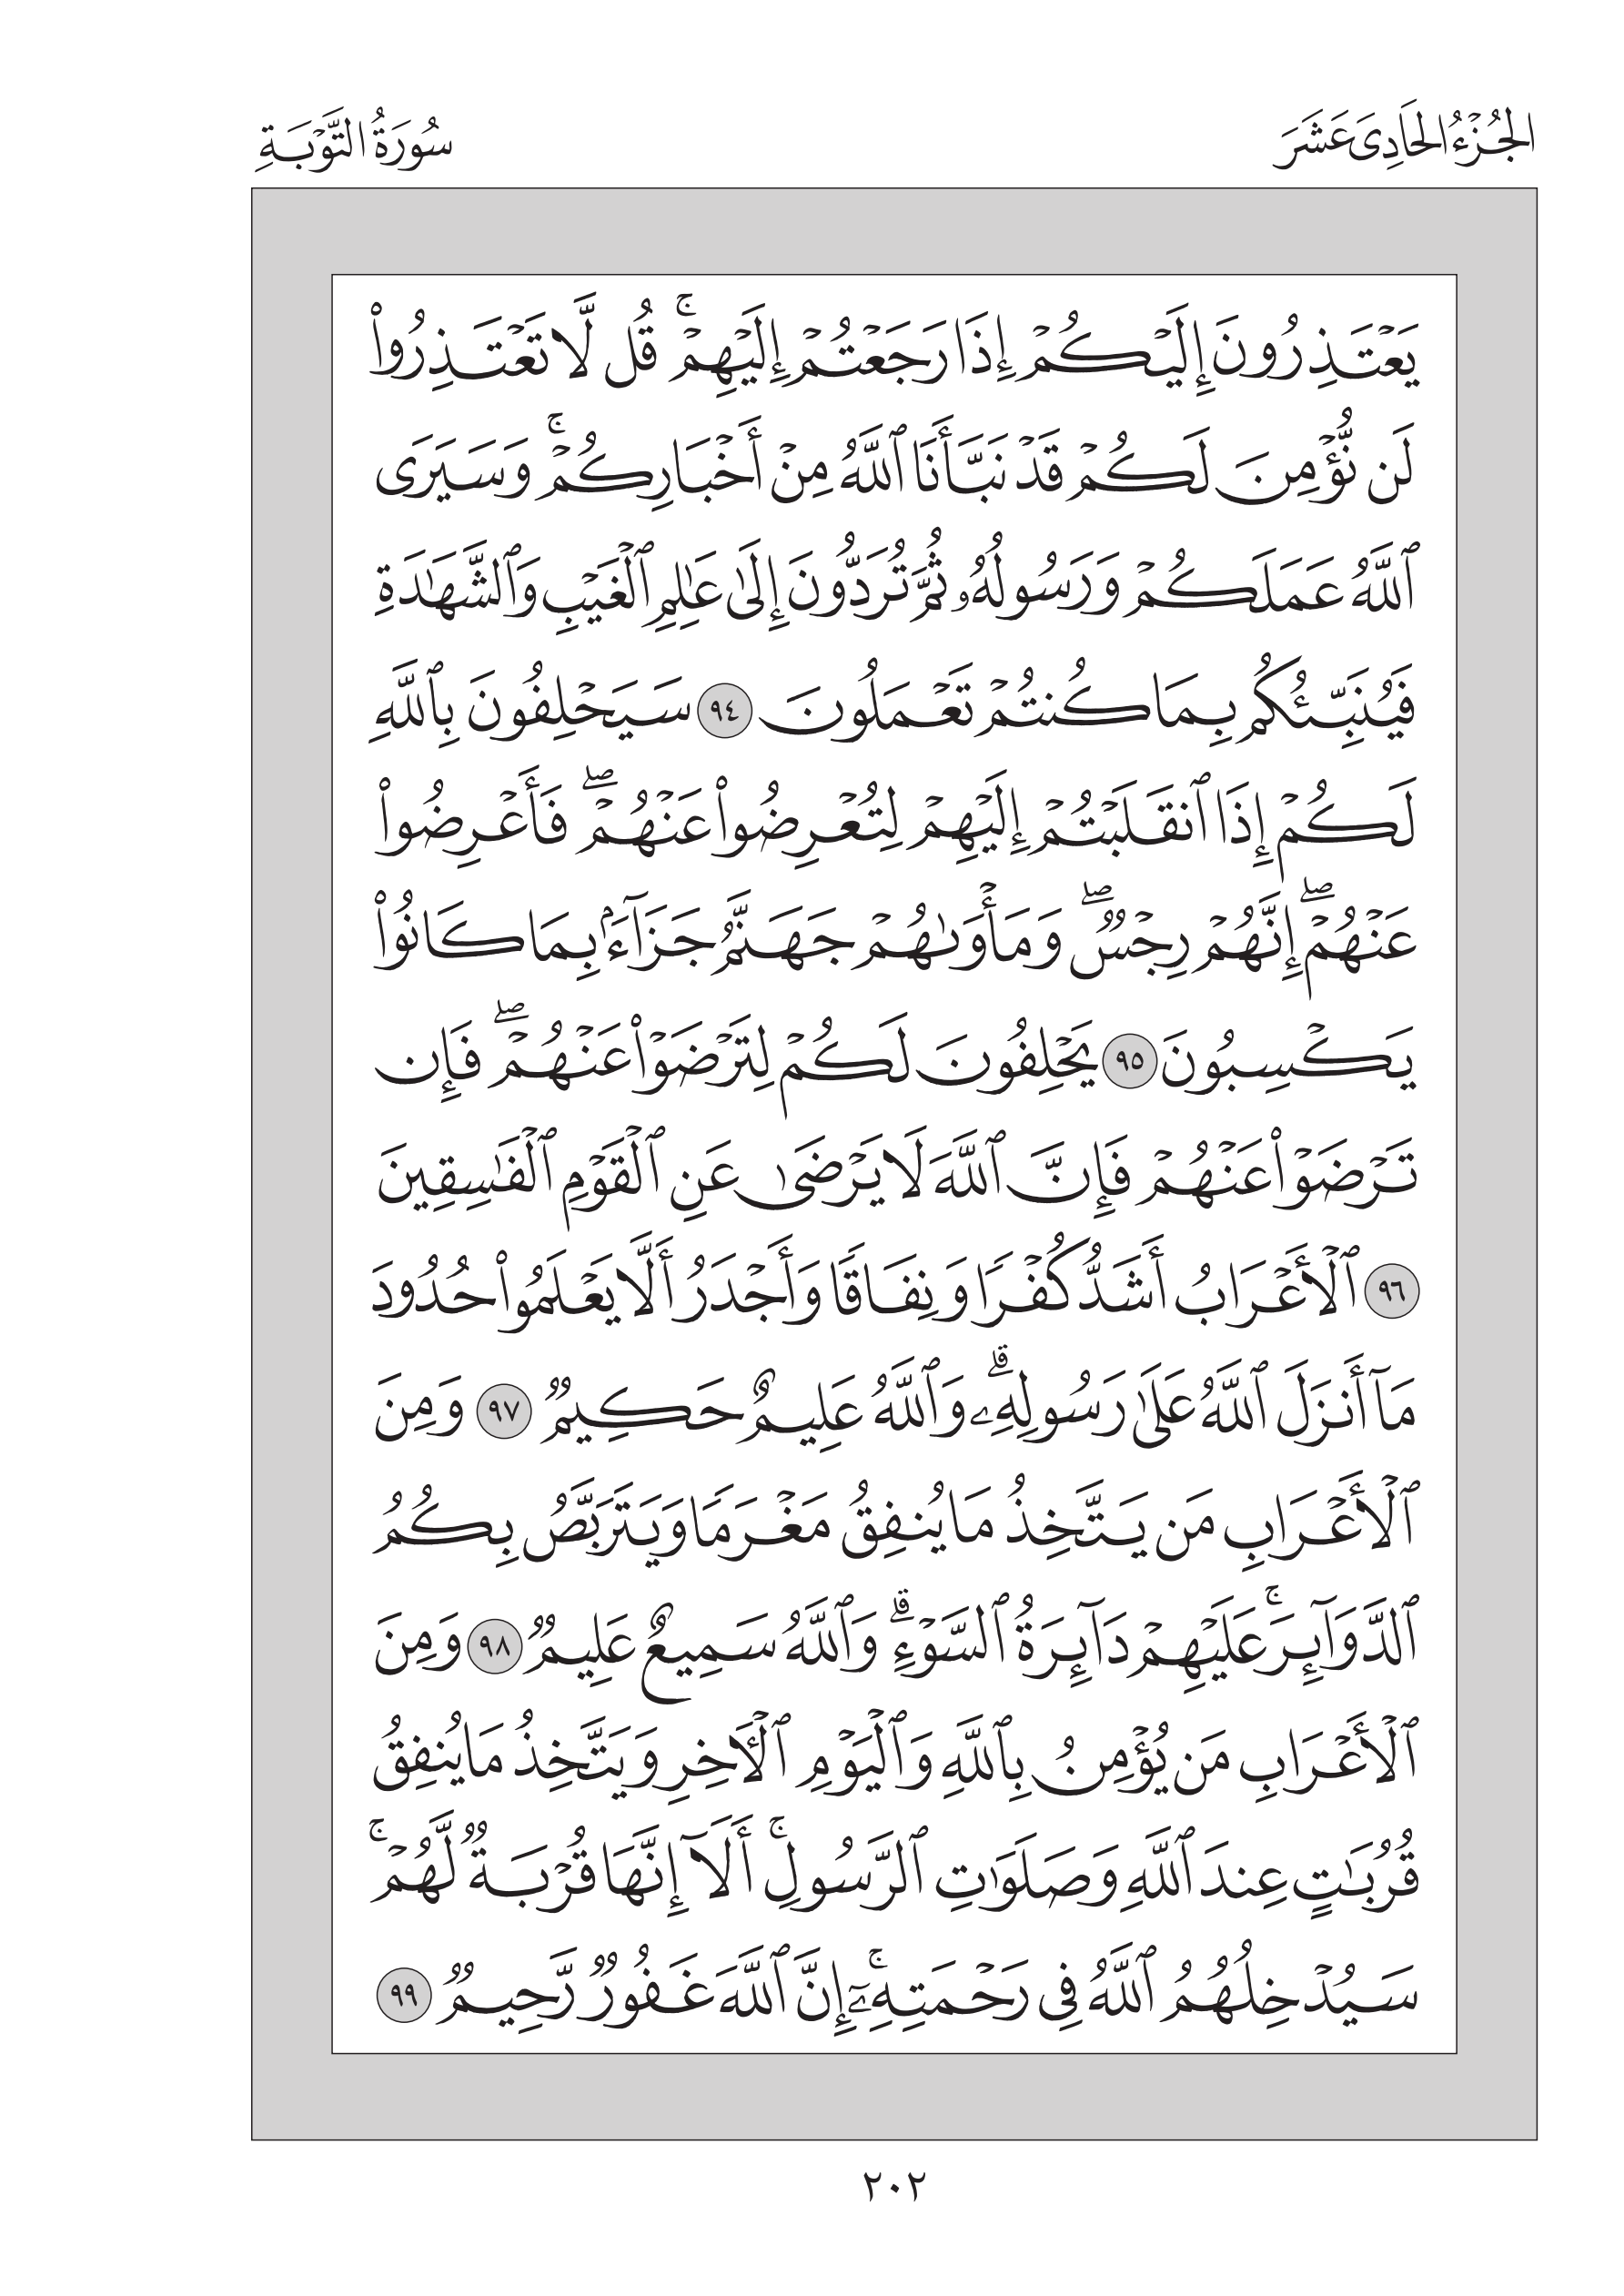 الجُزْءُ الحَادِىَ عَشَرَ
سُورَةُ التَّوْبَةِ
يَعْتَذِرُونَ إِلَيْكُمْ إِذَا رَجَعْتُمْ إِلَيْهِمْۚ قُل لَّا تَعْتَذِرُوا۟
لَن نُّؤْمِنَ لَكُمْ قَدْ نَبَّأَنَا ٱللَّهُ مِنْ أَخْبَارِكُمْۚ وَسَيَرَى
ٱللَّهُ عَمَلَكُمْ وَرَسُولُهُۥ ثُمَّ تُرَدُّونَ إِلَىٰ عَـٰلِمِ ٱلْغَيْبِ وَٱلشَّهَـٰدَةِ
فَيُنَبِّئُكُم بِمَا كُنتُمْ تَعْمَلُونَ ٩٤ سَيَحْلِفُونَ بِٱللَّهِ
لَكُمْ إِذَا ٱنقَلَبْتُمْ إِلَيْهِمْ لِتُعْرِضُوا۟ عَنْهُمْۖ فَأَعْرِضُوا۟
عَنْهُمْۖ إِنَّهُمْ رِجْسٌۖ وَمَأْوَىٰهُمْ جَهَنَّمُ جَزَآءًۢ بِمَا كَانُوا۟
يَكْسِبُونَ ٩٥ يَحْلِفُونَ لَكُمْ لِتَرْضَوْا۟ عَنْهُمْۖ فَإِن
تَرْضَوْا۟ عَنْهُمْ فَإِنَّ ٱللَّهَ لَا يَرْضَىٰ عَنِ ٱلْقَوْمِ ٱلْفَـٰسِقِينَ
٩٦ ٱلْأَعْرَابُ أَشَدُّ كُفْرًا وَنِفَاقًا وَأَجْدَرُ أَلَّا يَعْلَمُوا۟ حُدُودَ
مَآ أَنزَلَ ٱللَّهُ عَلَىٰ رَسُولِهِۦۗ وَٱللَّهُ عَلِيمٌ حَكِيمٌ ٩٧ وَمِنَ
ٱلْأَعْرَابِ مَن يَتَّخِذُ مَا يُنفِقُ مَغْرَمًا وَيَتَرَبَّصُ بِكُمُ
ٱلدَّوَآئِرَۚ عَلَيْهِمْ دَآئِرَةُ ٱلسَّوْءِۗ وَٱللَّهُ سَمِيعٌ عَلِيمٌ ٩٨ وَمِنَ
ٱلْأَعْرَابِ مَن يُؤْمِنُ بِٱللَّهِ وَٱلْيَوْمِ ٱلْـَٔاخِرِ وَيَتَّخِذُ مَا يُنفِقُ
قُرُبَـٰتٍ عِندَ ٱللَّهِ وَصَلَوَٰتِ ٱلرَّسُولِۚ أَلَآ إِنَّهَا قُرْبَةٌ لَّهُمْۚ
سَيُدْخِلُهُمُ ٱللَّهُ فِى رَحْمَتِهِۦٓۚ إِنَّ ٱللَّهَ غَفُورٌ رَّحِيمٌ ٩٩
٢٠٢